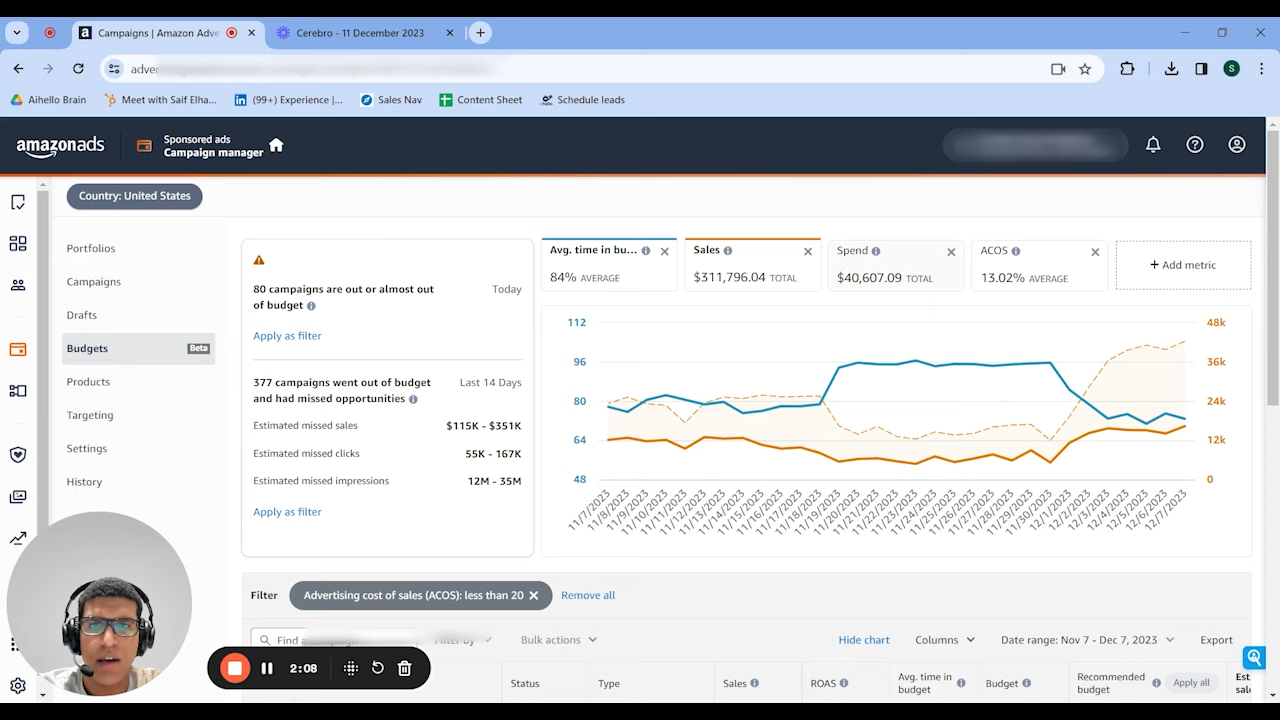 Campaigns | Amazon Adve
Cerebro - 11 December 2023
adver
Aihello Brain
Meet with Saif Elha...
(99+) Experience |...
Sales Nav
Content Sheet
Schedule leads
S
amazonads
Sponsored ads
Campaign manager
Country: United States
Portfolios
Campaigns
Drafts
Budgets Beta
Products
Targeting
Settings
History
80 campaigns are out or almost out
of budget
Today
Apply as filter
377 campaigns went out of budget
and had missed opportunities
Last 14 Days
Estimated missed sales $115K - $351K
Estimated missed clicks 55K - 167K
Estimated missed impressions 12M - 35M
Apply as filter
Avg. time in bu...
84% AVERAGE
Sales
$311,796.04 TOTAL
Spend
$40,607.09 TOTAL
ACOS
13.02% AVERAGE
+ Add metric
112 48k
96 36k
80 24k
64 12k
48 0
11/7/2023
11/8/2023
11/9/2023
11/10/2023
11/11/2023
11/12/2023
11/13/2023
11/14/2023
11/15/2023
11/16/2023
11/17/2023
11/18/2023
11/19/2023
11/20/2023
11/21/2023
11/22/2023
11/23/2023
11/24/2023
11/25/2023
11/26/2023
11/27/2023
11/28/2023
11/29/2023
11/30/2023
12/1/2023
12/2/2023
12/3/2023
12/4/2023
12/5/2023
12/6/2023
12/7/2023
Filter
Advertising cost of sales (ACOS): less than 20
Remove all
Find a campaign
Filter by
Bulk actions
Hide chart
Columns
Date range: Nov 7 - Dec 7, 2023
Export
2:08
Status
Type
Sales
ROAS
Avg. time in
budget
Budget
Recommended
budget
Apply all
Est
sale